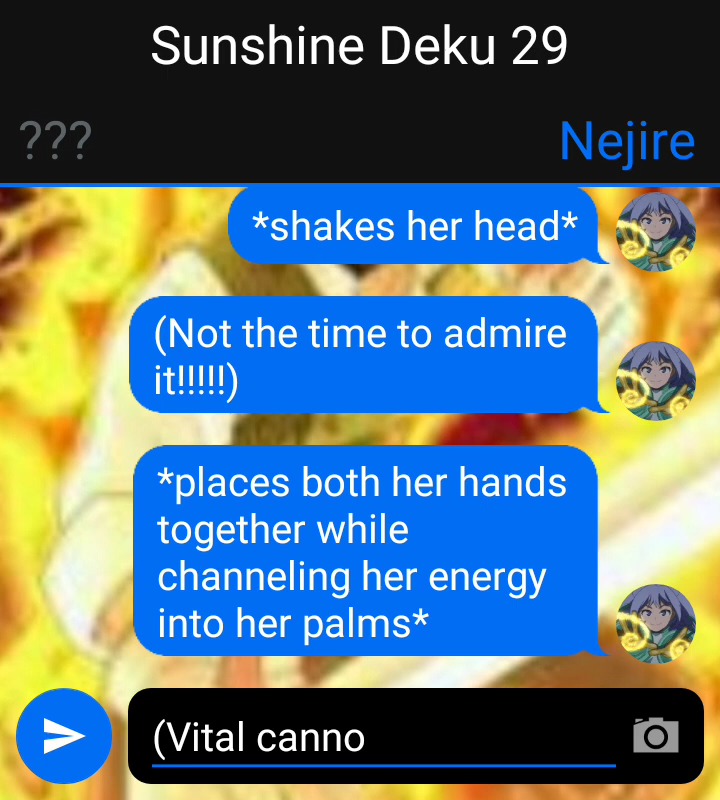 Sunshine Deku 29
??? Nejire
*shakes her head*
(Not the time to admire
it!!!!!)
*places both her hands
together while
channeling her energy
into her palms*
(Vital canno